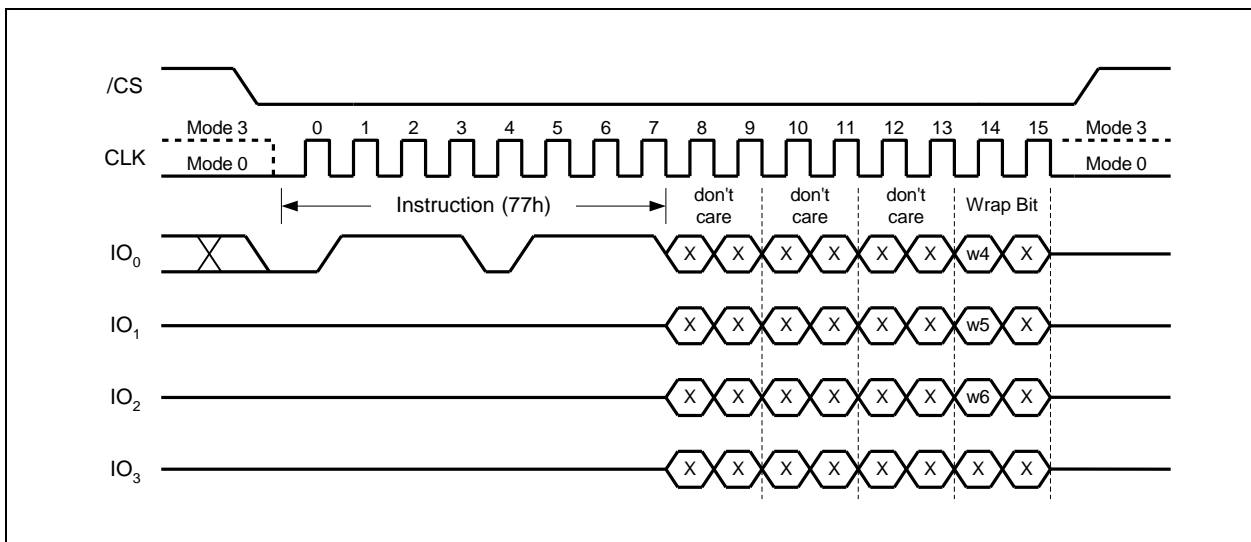 /CS
Mode 3 0 1 2 3 4 5 6 7 8 9 10 11 12 13 14 15 Mode 3
CLK
Mode 0 Mode 0
Instruction (77h) don't care don't care don't care Wrap Bit
IO0 X X X X X X w4 X
IO1 X X X X X X w5 X
IO2 X X X X X X w6 X
IO3 X X X X X X X X